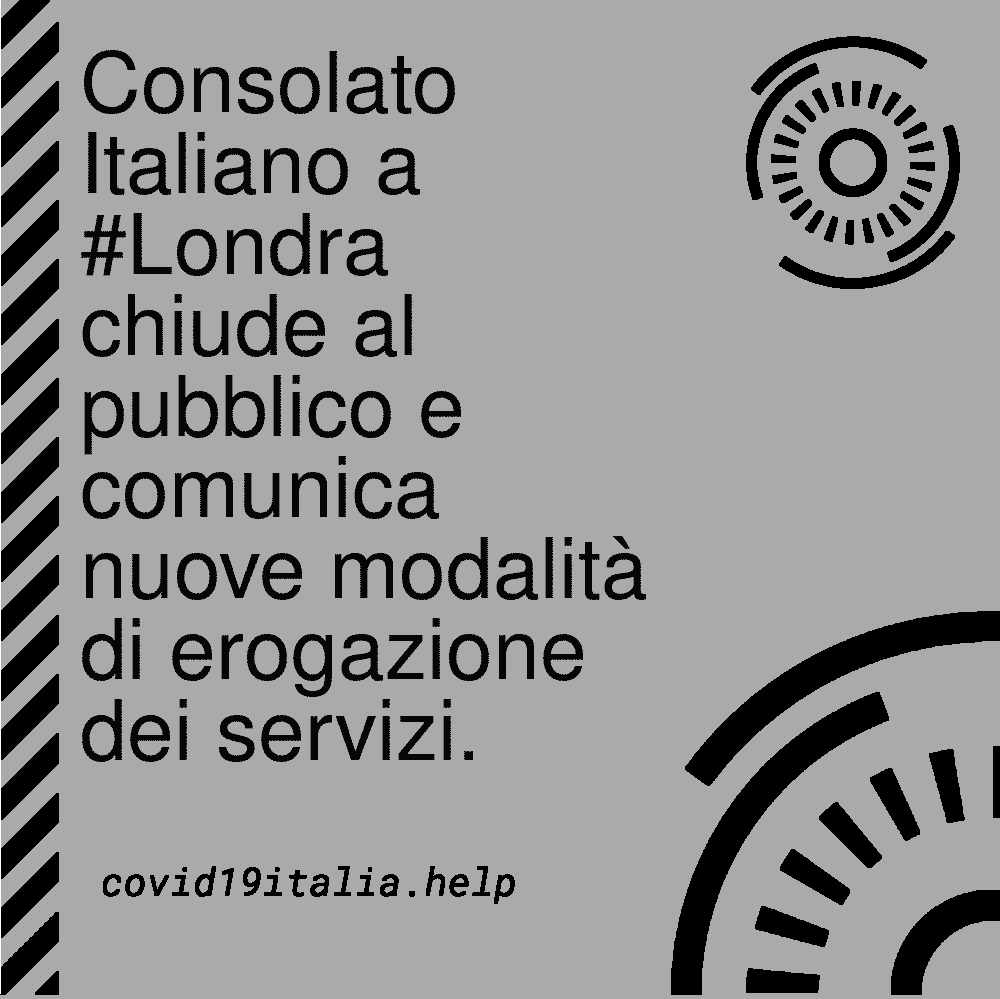 Consolato
Italiano a
#Londra
chiude al
pubblico e
comunica
nuove modalità
di erogazione
dei servizi.
covid19italia.help